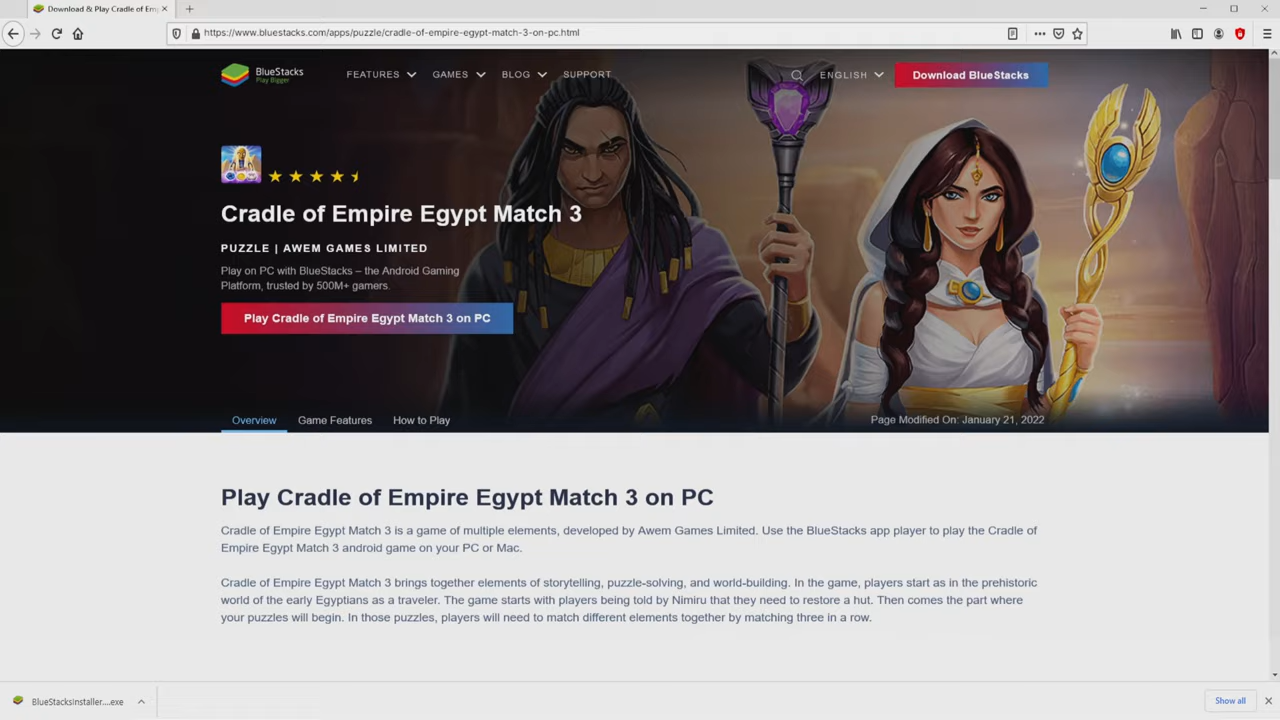 Download & Play Cradle of Em
https://www.bluestacks.com/apps/puzzle/cradle-of-empire-egypt-match-3-on-pc.html
BlueStacks
Play Bigger
FEATURES
GAMES
BLOG
SUPPORT
ENGLISH
Download BlueStacks
Cradle of Empire Egypt Match 3
PUZZLE | AWEM GAMES LIMITED
Play on PC with BlueStacks – the Android Gaming
Platform, trusted by 500M+ gamers.
Play Cradle of Empire Egypt Match 3 on PC
Overview
Game Features
How to Play
Page Modified On: January 21, 2022
Play Cradle of Empire Egypt Match 3 on PC
Cradle of Empire Egypt Match 3 is a game of multiple elements, developed by Awem Games Limited. Use the BlueStacks app player to play the Cradle of
Empire Egypt Match 3 android game on your PC or Mac.
Cradle of Empire Egypt Match 3 brings together elements of storytelling, puzzle-solving, and world-building. In the game, players start as in the prehistoric
world of the early Egyptians as a traveler. The game starts with players being told by Nimiru that they need to restore a hut. Then comes the part where
your puzzles will begin. In those puzzles, players will need to match different elements together by matching three in a row.
BlueStacksInstaller....exe
Show all